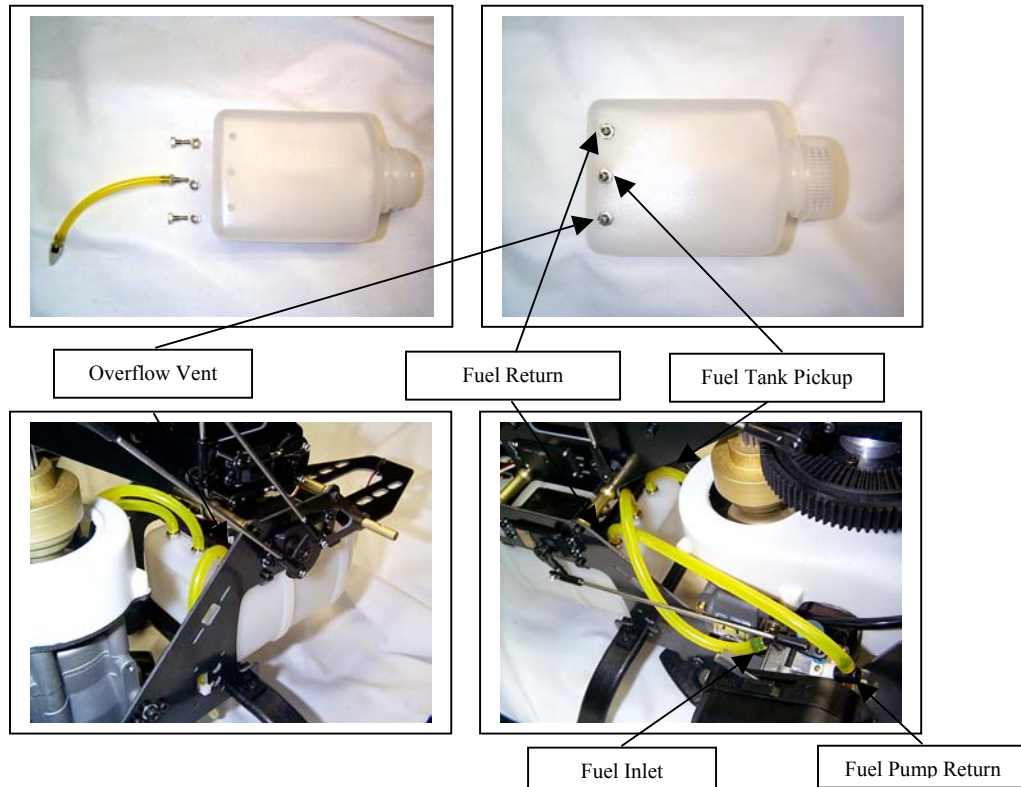 Overflow Vent
Fuel Return
Fuel Tank Pickup
Fuel Inlet
Fuel Pump Return